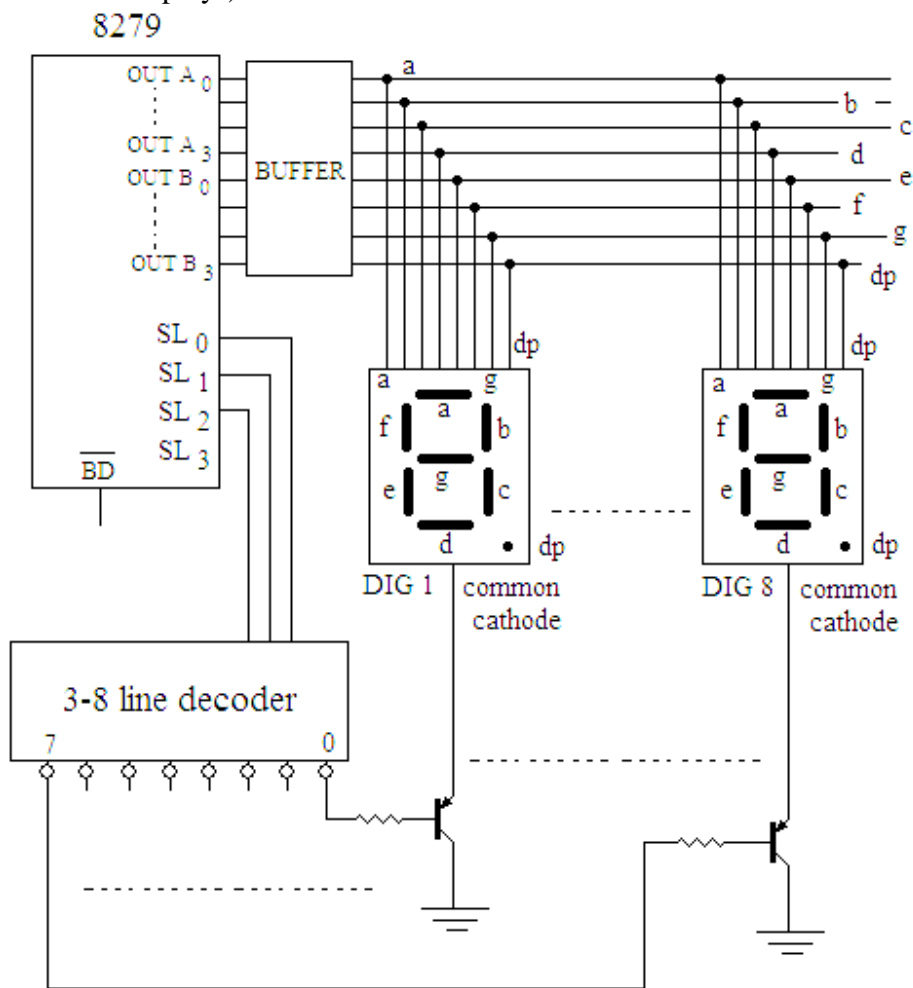 8279
OUT A 0
OUT A 3
OUT B 0
OUT B 3
BUFFER
a
b
c
d
e
f
g
dp
SL 0
SL 1
SL 2
SL 3
BD
a g dp
a
f b
g
e c
d dp
DIG 1 common
cathode
a g dp
a
f b
g
e c
d dp
DIG 8 common
cathode
3-8 line decoder
7 0